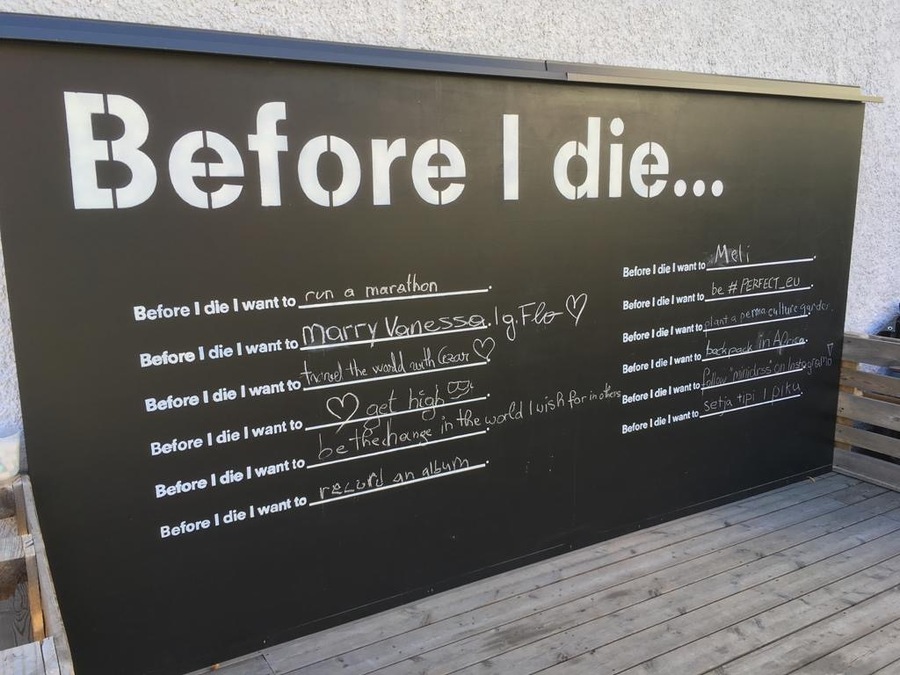 Before I die...
Before I die I want to run a marathon.
Before I die I want to marry Vanessa. lg. Flo
Before I die I want to travel the world with Cezar
Before I die I want to get high
Before I die I want to be the change in the world I wish for in others.
Before I die I want to record an album.
Before I die I want to Meli.
Before I die I want to be #PERFECT_EU.
Before I die I want to plant a perma culture garden.
Before I die I want to backpack in Africa.
Before I die I want to follow minidress on Instagram
Before I die I want to setja tipi í píku.